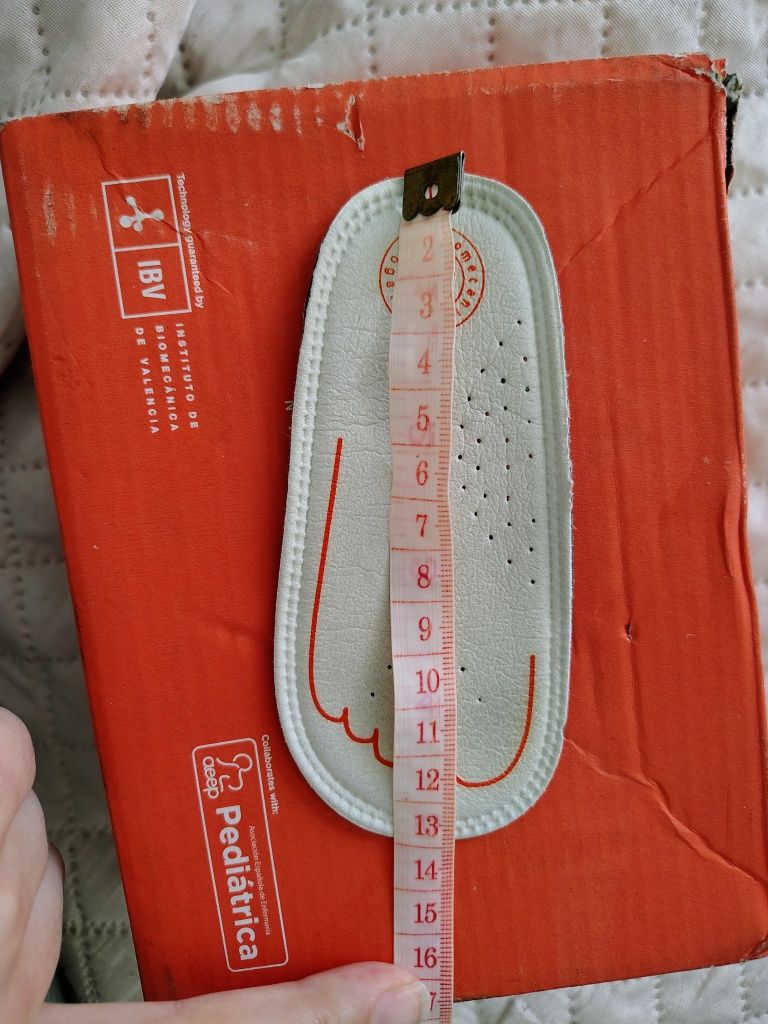 Technology guaranteed by
IBV
INSTITUTO DE
BIOMECÁNICA
DE VALENCIA
2
3
4
5
6
7
8
9
10
11
12
13
14
15
16
Collaborates with:
aeep
Asociación Española de Enfermería
Pediátrica